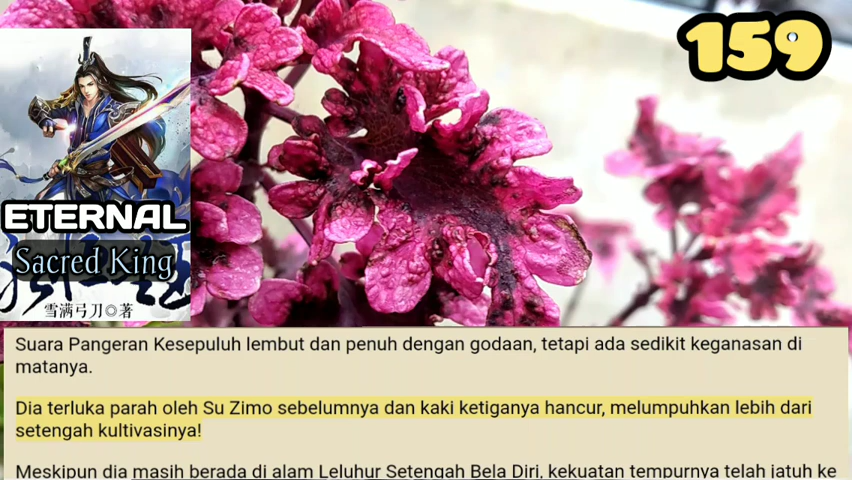 159
ETERNAL
Sacred King
雪满弓刀◎著
Suara Pangeran Kesepuluh lembut dan penuh dengan godaan, tetapi ada sedikit keganasan di
matanya.
Dia terluka parah oleh Su Zimo sebelumnya dan kaki ketiganya hancur, melumpuhkan lebih dari
setengah kultivasinya!
Meskipun dia masih berada di alam Leluhur Setengah Bela Diri, kekuatan tempurnya telah jatuh ke